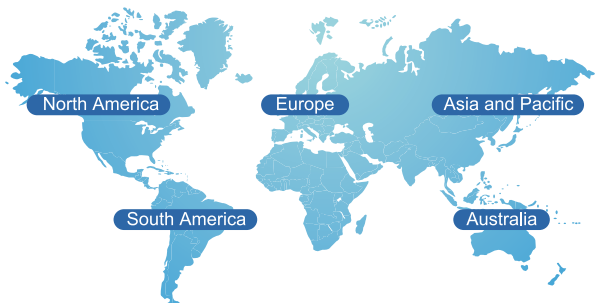 North America
Europe
Asia and Pacific
South America
Australia